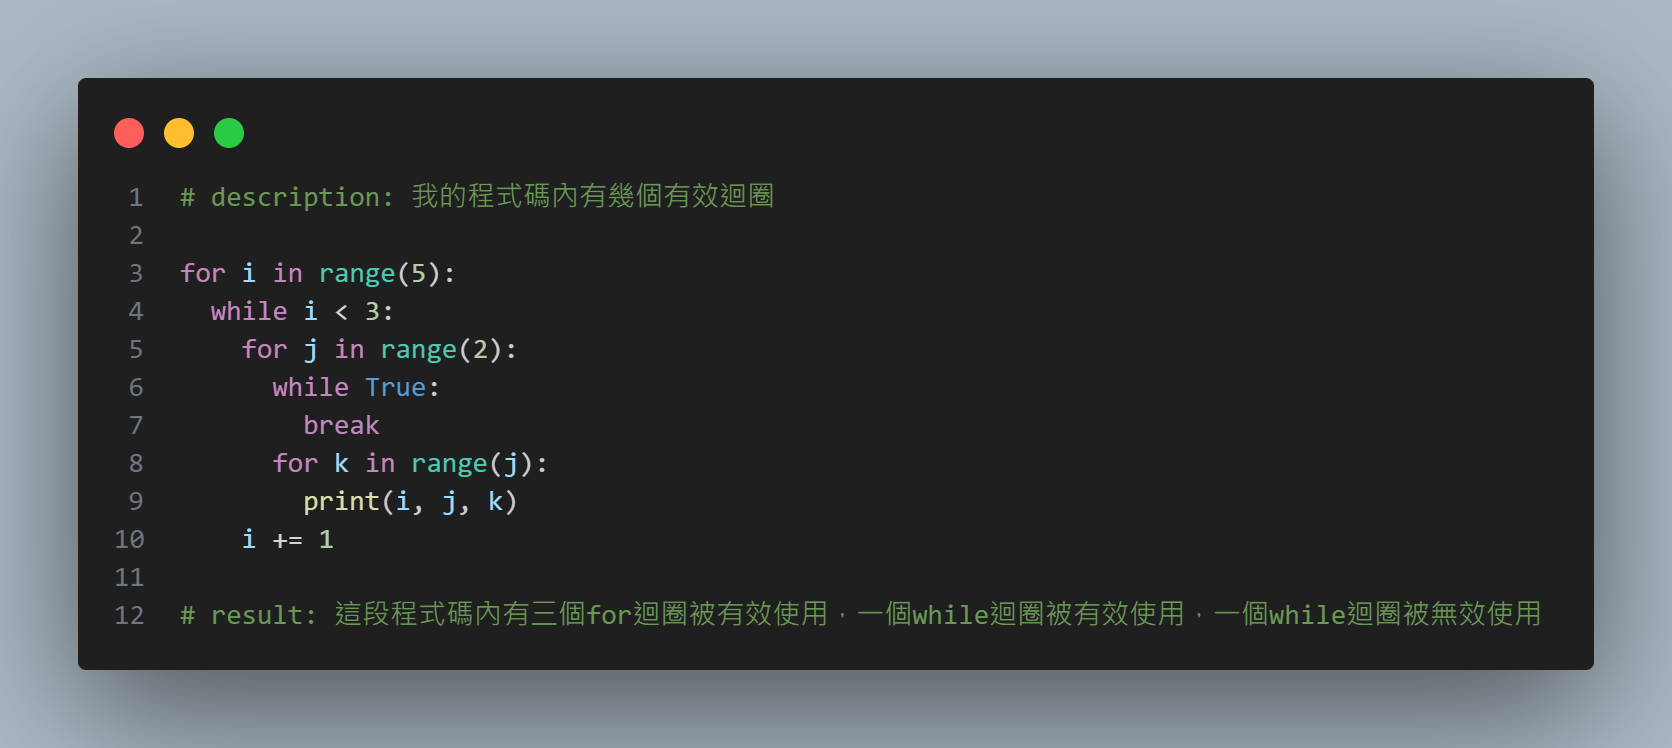 1 # description: 我的程式碼內有幾個有效迴圈
2
3 for i in range(5):
4   while i < 3:
5     for j in range(2):
6       while True:
7         break
8       for k in range(j):
9         print(i, j, k)
10     i += 1
11
12 # result: 這段程式碼內有三個for迴圈被有效使用，一個while迴圈被有效使用，一個while迴圈被無效使用